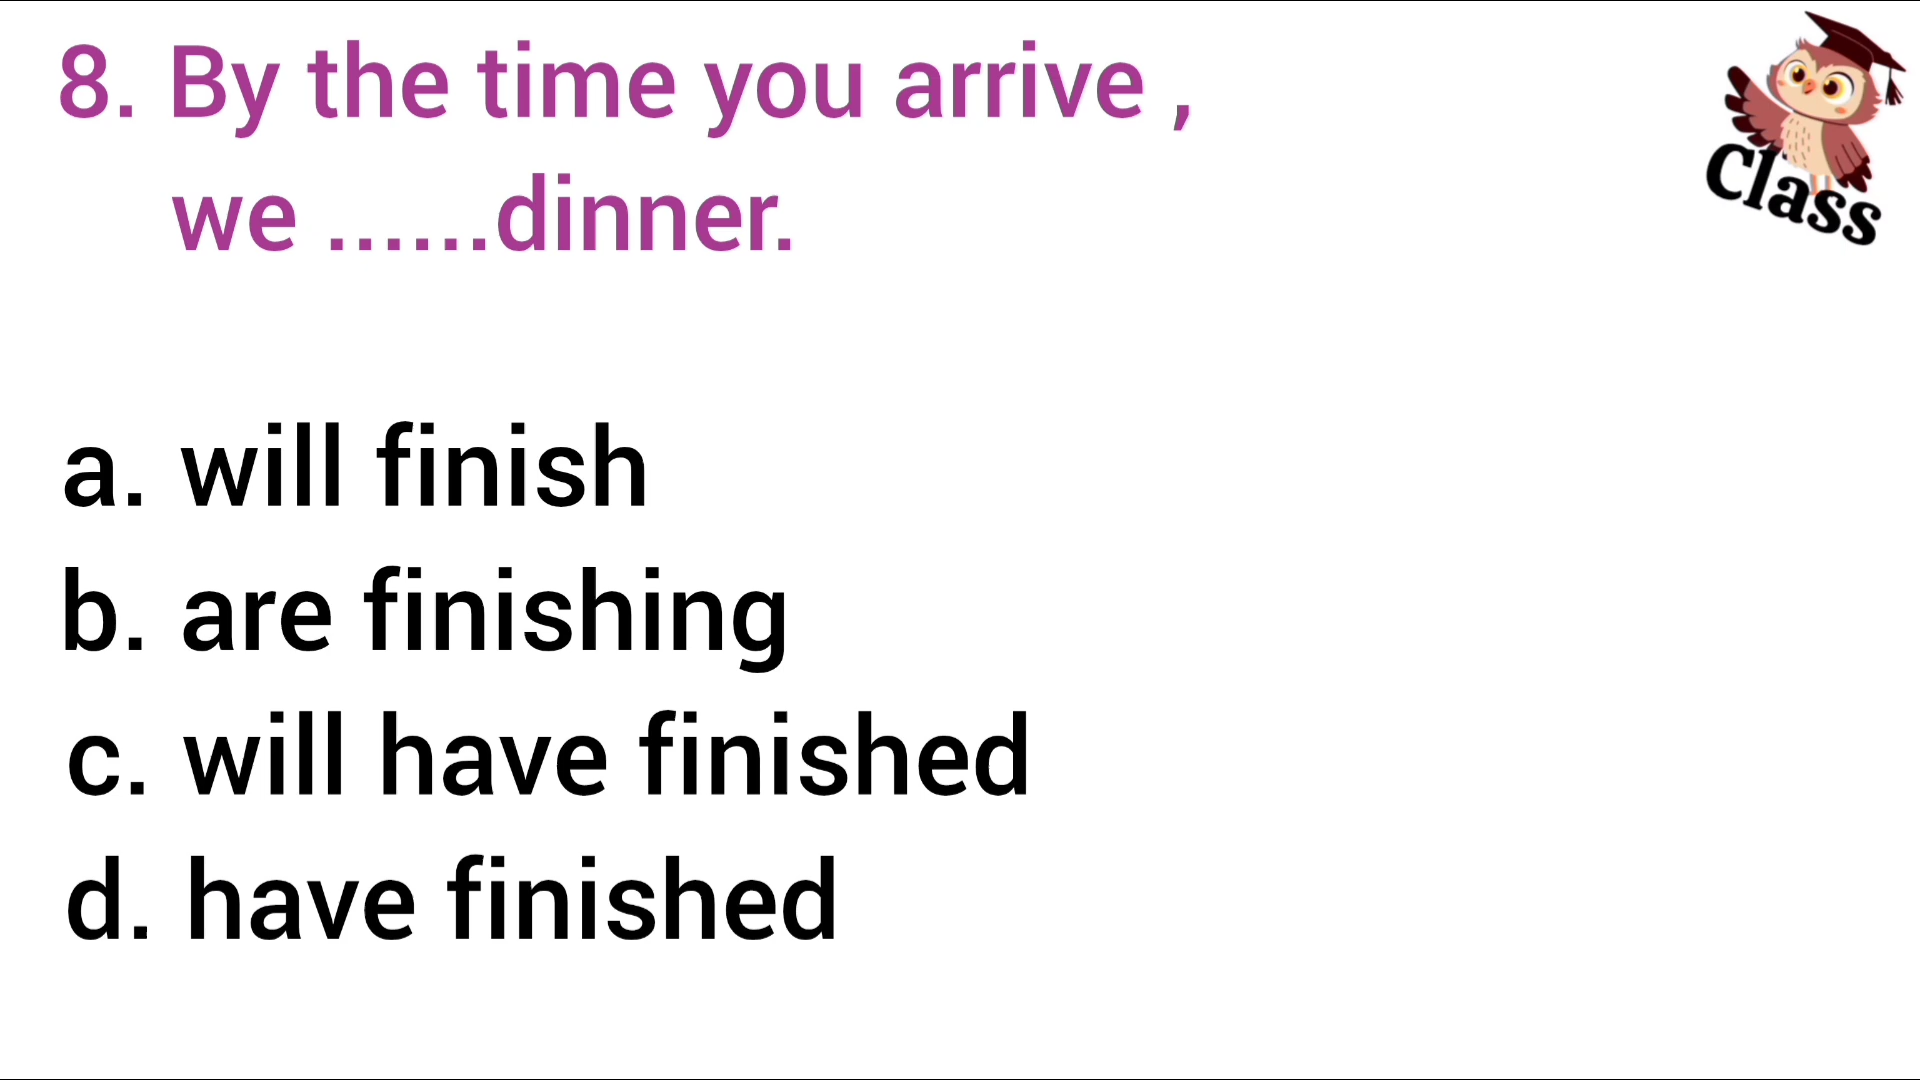 8. By the time you arrive ,
we ......dinner.
Class
a. will finish
b. are finishing
c. will have finished
d. have finished